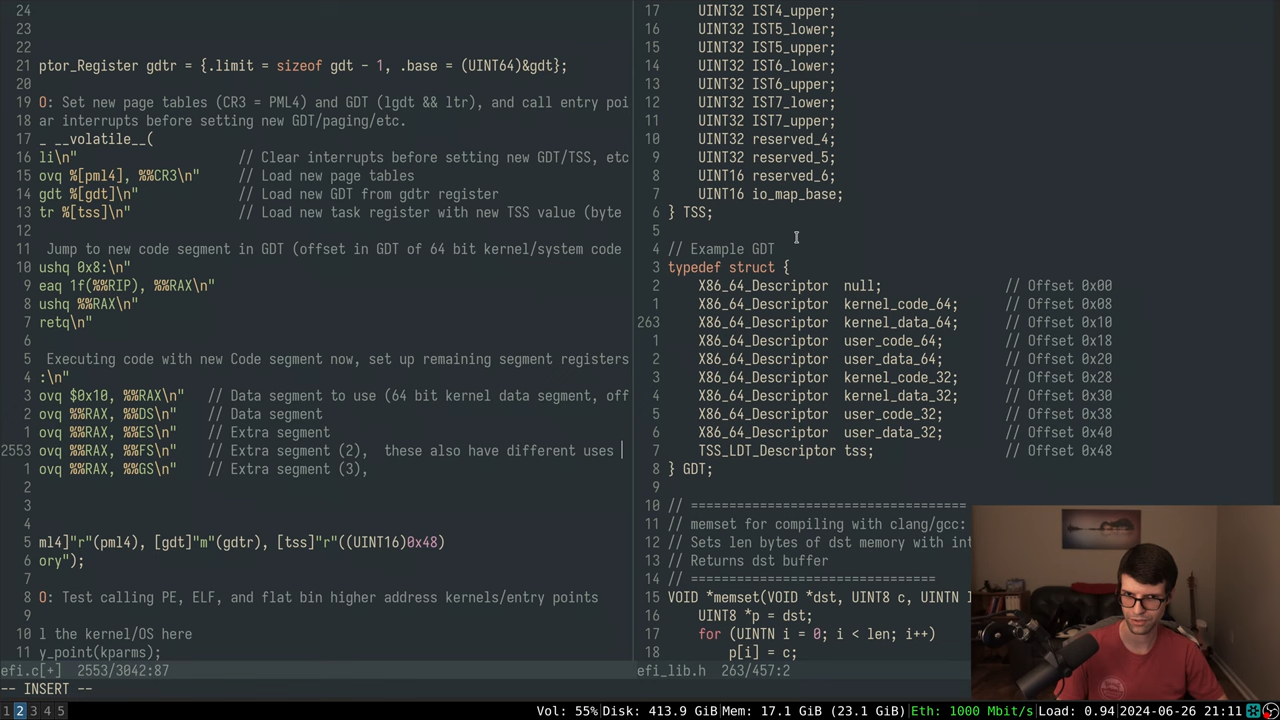 24
23
22
21 ptor_Register gdtr = {.limit = sizeof gdt - 1, .base = (UINT64)&gdt};
20
19 O: Set new page tables (CR3 = PML4) and GDT (lgdt && ltr), and call entry poi
18 ar interrupts before setting new GDT/paging/etc.
17 _ __volatile__(
16 li\n" // Clear interrupts before setting new GDT/TSS, etc
15 ovq %[pml4], %%CR3\n" // Load new page tables
14 gdt %[gdt]\n" // Load new GDT from gdtr register
13 tr %[tss]\n" // Load new task register with new TSS value (byte
12
11 Jump to new code segment in GDT (offset in GDT of 64 bit kernel/system code
10 ushq 0x8:\n"
9 eaq 1f(%%RIP), %%RAX\n"
8 ushq %%RAX\n"
7 retq\n"
6
5 Executing code with new Code segment now, set up remaining segment registers
4 :\n"
3 ovq $0x10, %%RAX\n" // Data segment to use (64 bit kernel data segment, off
2 ovq %%RAX, %%DS\n" // Data segment
1 ovq %%RAX, %%ES\n" // Extra segment
2553 ovq %%RAX, %%FS\n" // Extra segment (2), these also have different uses
1 ovq %%RAX, %%GS\n" // Extra segment (3),
2
3
4
5 ml4]"r"(pml4), [gdt]"m"(gdtr), [tss]"r"((UINT16)0x48)
6 ory");
7
8 O: Test calling PE, ELF, and flat bin higher address kernels/entry points
9
10 l the kernel/OS here
11 y_point(kparms);
efi.c[+] 2553/3042:87
17 UINT32 IST4_upper;
16 UINT32 IST5_lower;
15 UINT32 IST5_upper;
14 UINT32 IST6_lower;
13 UINT32 IST6_upper;
12 UINT32 IST7_lower;
11 UINT32 IST7_upper;
10 UINT32 reserved_4;
9 UINT32 reserved_5;
8 UINT16 reserved_6;
7 UINT16 io_map_base;
6 } TSS;
5
4 // Example GDT
3 typedef struct {
2 X86_64_Descriptor null; // Offset 0x00
1 X86_64_Descriptor kernel_code_64; // Offset 0x08
263 X86_64_Descriptor kernel_data_64; // Offset 0x10
1 X86_64_Descriptor user_code_64; // Offset 0x18
2 X86_64_Descriptor user_data_64; // Offset 0x20
3 X86_64_Descriptor kernel_code_32; // Offset 0x28
4 X86_64_Descriptor kernel_data_32; // Offset 0x30
5 X86_64_Descriptor user_code_32; // Offset 0x38
6 X86_64_Descriptor user_data_32; // Offset 0x40
7 TSS_LDT_Descriptor tss; // Offset 0x48
8 } GDT;
9
10 // ====================================
11 // memset for compiling with clang/gcc:
12 // Sets len bytes of dst memory with int
13 // Returns dst buffer
14 // ================================
15 VOID *memset(VOID *dst, UINT8 c, UINTN l
16 UINT8 *p = dst;
17 for (UINTN i = 0; i < len; i++)
18 p[i] = c;
efi_lib.h 263/457:2
-- INSERT --
1 2 3 4 5 Vol: 55% Disk: 413.9 GiB Mem: 17.1 GiB (23.1 GiB) Eth: 1000 Mbit/s Load: 0.94 2024-06-26 21:11